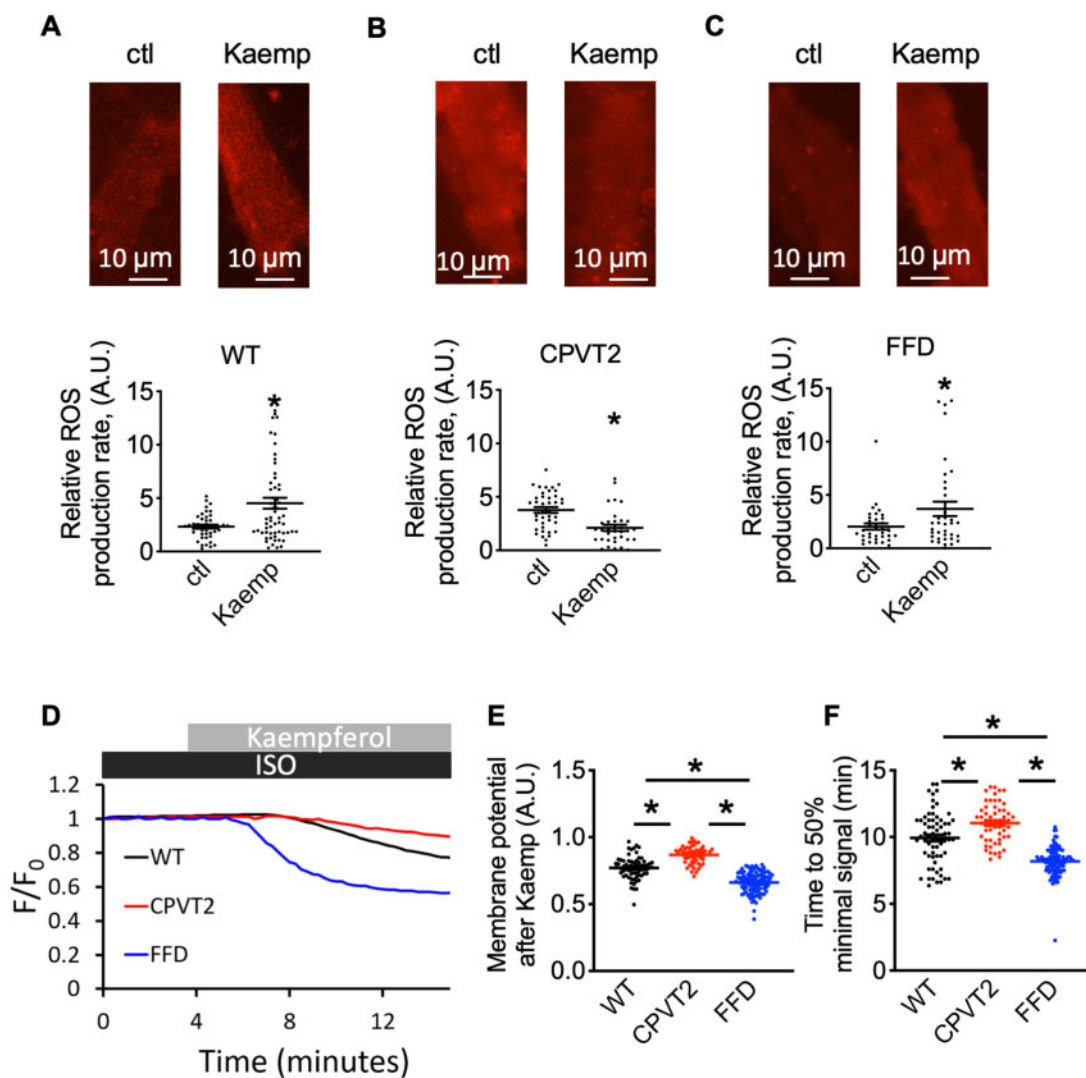 A
ctl Kaemp
10 µm 10 µm
WT
Relative ROS
production rate, (A.U.)
15
10
5
0
*
ctl
Kaemp
B
ctl Kaemp
10 µm 10 µm
CPVT2
Relative ROS
production rate, (A.U.)
15
10
5
0
*
ctl
Kaemp
C
ctl Kaemp
10 µm 10 µm
FFD
Relative ROS
production rate, (A.U.)
15
10
5
0
*
ctl
Kaemp
D
Kaempferol
ISO
F/F0
1.2
1
0.8
0.6
0.4
0.2
0
WT
CPVT2
FFD
0 4 8 12
Time (minutes)
E
Membrane potential
after Kaemp (A.U.)
1.5
1.0
0.5
0.0
*
* *
WT
CPVT2
FFD
F
Time to 50%
minimal signal (min)
15
10
5
0
*
* *
WT
CPVT2
FFD